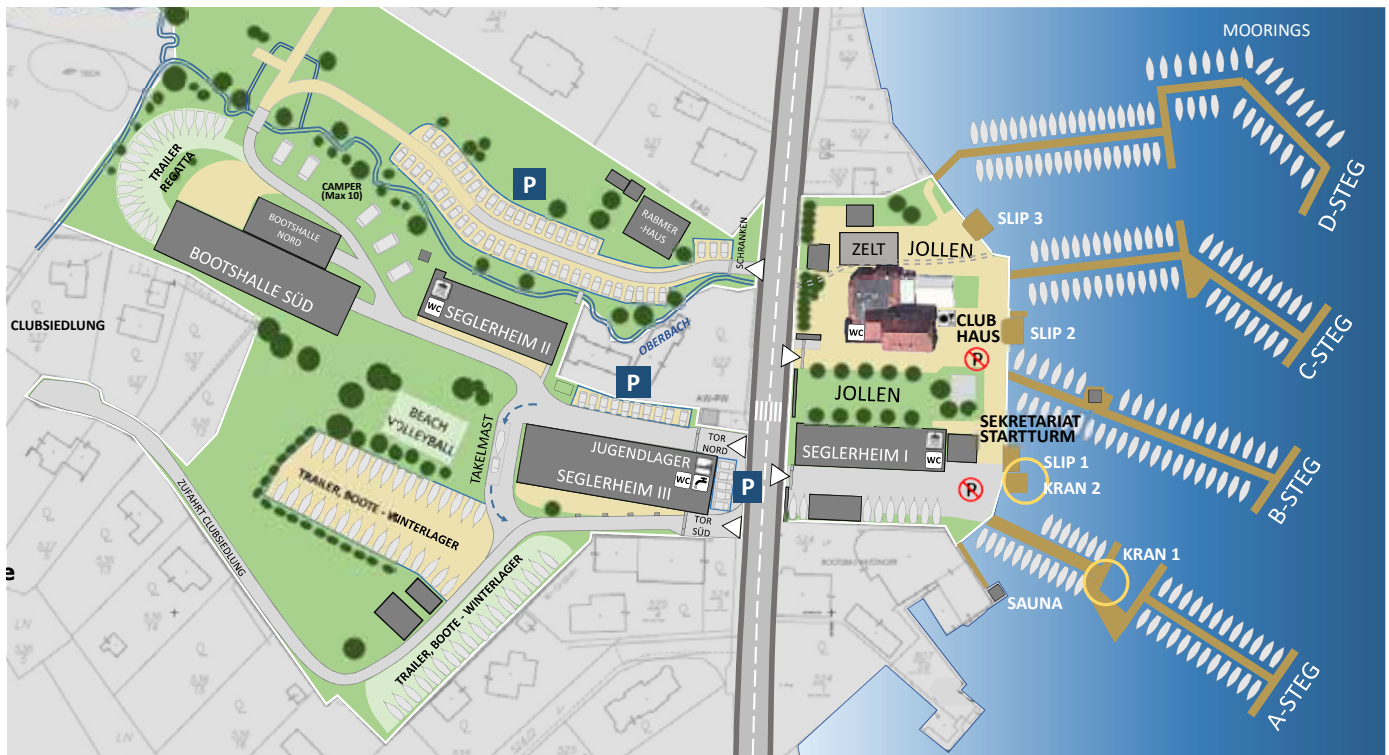 MOORINGS
TRAILER
REGATTA
CAMPER
(Max 10)
P
BOOTSHALLE
NORD
BOOTSHALLE SÜD
RABMER
-HAUS
EAG
SCHRANKEN
SLIP 3
D-STEG
ZELT
JOLLEN
WC
SEGLERHEIM II
OBERBACH
CLUBSIEDLUNG
WC
CLUB
HAUS
SLIP 2
P
C-STEG
P
JOLLEN
BEACH
VOLLEYBALL
TAKELMAST
TOR
NORD
JUGENDLAGER
SEGLERHEIM III
WC
P
SEGLERHEIM I
WC
SEKRETARIAT
STARTTURM
SLIP 1
KRAN 2
P
B-STEG
TRAILER, BOOTE - WINTERLAGER
ZUFAHRT CLUBSIEDLUNG
TOR
SÜD
KRAN 1
SAUNA
e
TRAILER, BOOTE - WINTERLAGER
A-STEG